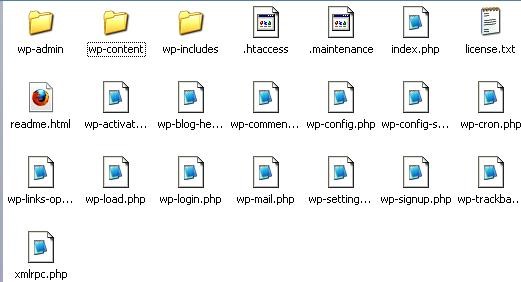 wp-admin
wp-content
wp-includes
.htaccess
.maintenance
index.php
license.txt
readme.html
wp-activat...
wp-blog-he...
wp-commen...
wp-config.php
wp-config-s...
wp-cron.php
wp-links-op...
wp-load.php
wp-login.php
wp-mail.php
wp-setting...
wp-signup.php
wp-trackba...
xmlrpc.php